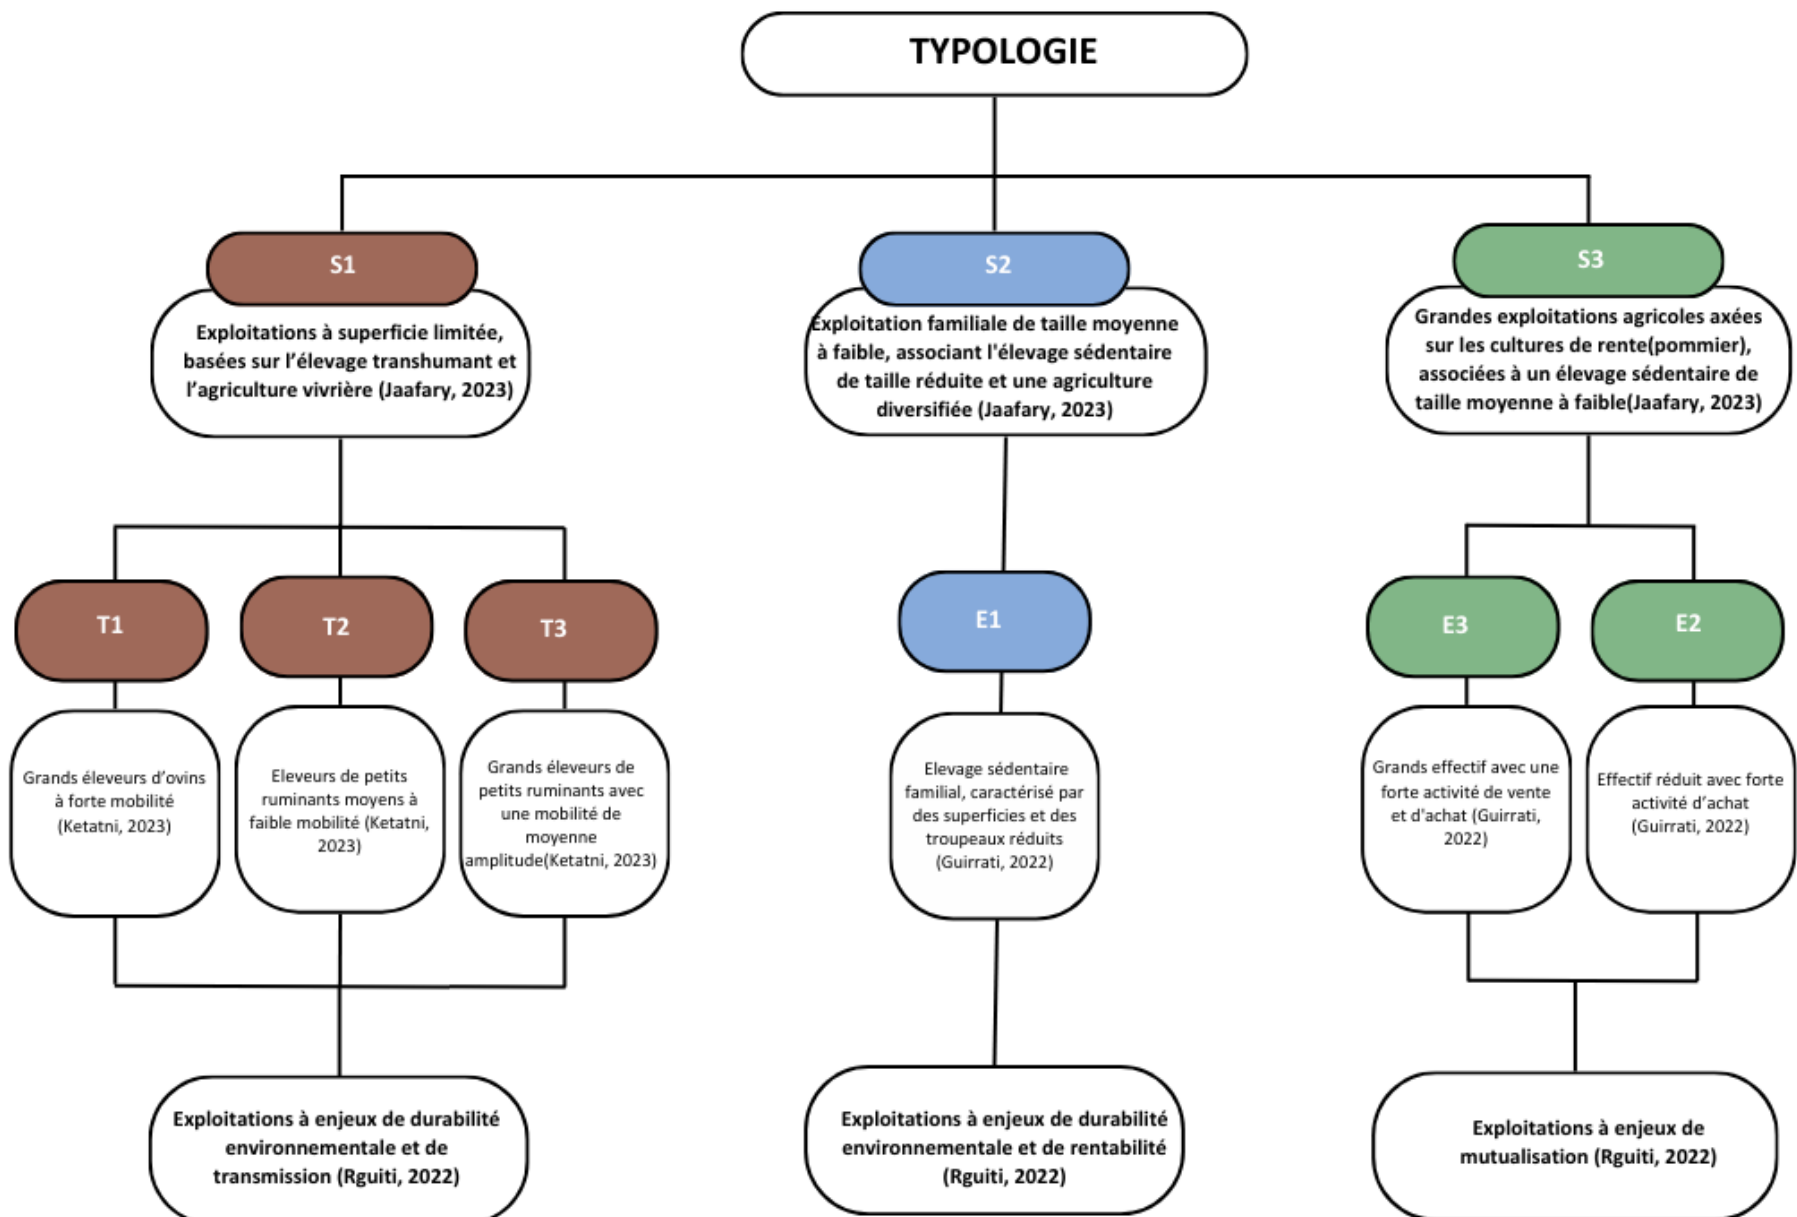 TYPOLOGIE
S1
Exploitations à superficie limitée,
basées sur l'élevage transhumant et
l'agriculture vivrière (Jaafary, 2023)
S2
Exploitation familiale de taille moyenne
à faible, associant l'élevage sédentaire
de taille réduite et une agriculture
diversifiée (Jaafary, 2023)
S3
Grandes exploitations agricoles axées
sur les cultures de rente(pommier),
associées à un élevage sédentaire de
taille moyenne à faible(Jaafary, 2023)
T1
T2
T3
E1
E3
E2
Grands éleveurs d'ovins
à forte mobilité
(Ketatni, 2023)
Eleveurs de petits
ruminants moyens à
faible mobilité (Ketatni,
2023)
Grands éleveurs de
petits ruminants avec
une mobilité de
moyenne
amplitude(Ketatni, 2023)
Elevage sédentaire
familial, caractérisé par
des superficies et des
troupeaux réduits
(Guirrati, 2022)
Grands effectif avec une
forte activité de vente
et d'achat (Guirrati,
2022)
Effectif réduit avec forte
activité d'achat
(Guirrati, 2022)
Exploitations à enjeux de durabilité
environnementale et de
transmission (Rguiti, 2022)
Exploitations à enjeux de durabilité
environnementale et de rentabilité
(Rguiti, 2022)
Exploitations à enjeux de
mutualisation (Rguiti, 2022)